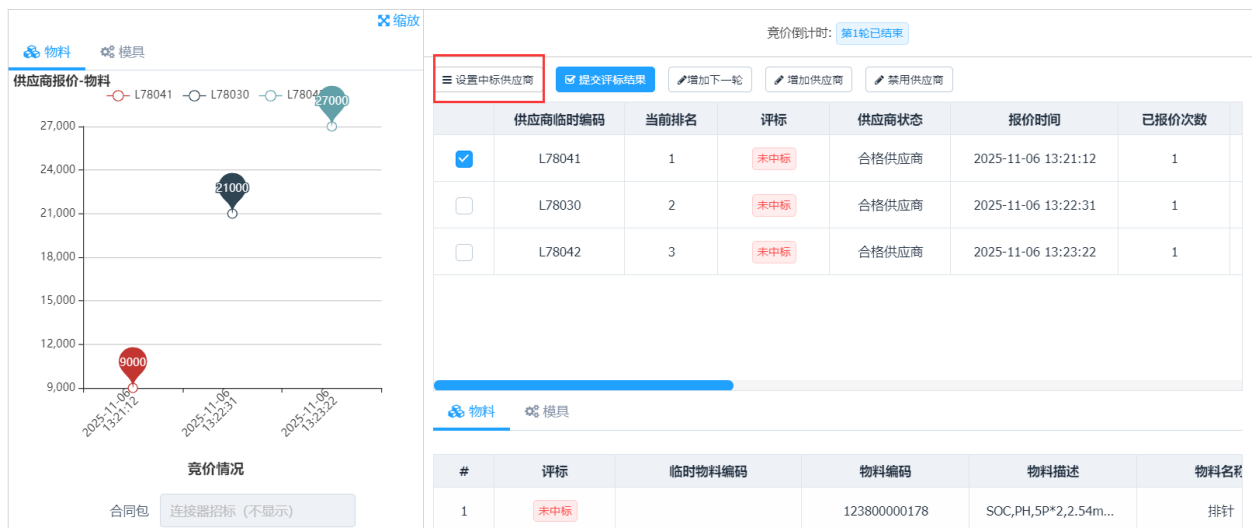 缩放
物料 模具
供应商报价-物料
L78041 L78030 L7804
27000
27,000
24,000
21000
21,000
18,000
15,000
12,000
9000
9,000
2025-11-06 13:21:12
2025-11-06 13:22:31
2025-11-06 13:23:22
竞价情况
合同包 连接器招标（不显示）
竞价倒计时: 第1轮已结束
设置中标供应商 提交评标结果 增加下一轮 增加供应商 禁用供应商
供应商临时编码 当前排名 评标 供应商状态 报价时间 已报价次数
L78041 1 未中标 合格供应商 2025-11-06 13:21:12 1
L78030 2 未中标 合格供应商 2025-11-06 13:22:31 1
L78042 3 未中标 合格供应商 2025-11-06 13:23:22 1
物料 模具
# 评标 临时物料编码 物料编码 物料描述 物料名称
1 未中标 123800000178 SOC,PH,5P*2,2.54m... 排针